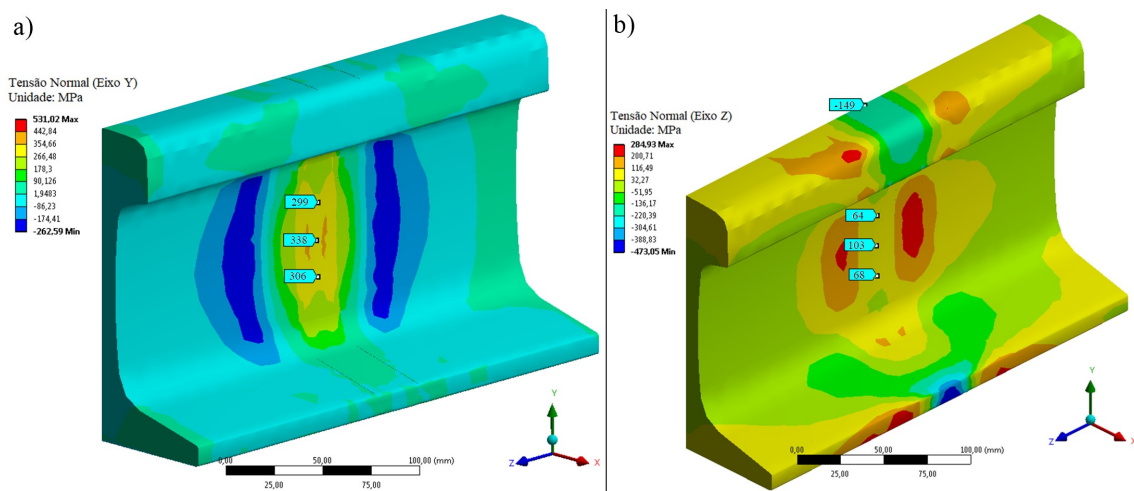 a)
Tensão Normal (Eixo Y)
Unidade: MPa
531,02 Max
442,84
354,66
266,48
178,3
90,126
1,9483
-86,23
-174,41
-262,59 Min
299
338
306
0,00
50,00
100,00 (mm)
25,00
75,00
Y
Z
X
b)
Tensão Normal (Eixo Z)
Unidade: MPa
284,93 Max
200,71
116,49
32,27
-51,95
-136,17
-220,39
-304,61
-388,83
-473,05 Min
-149
64
103
68
0,00
50,00
100,00 (mm)
25,00
75,00
Y
Z
X